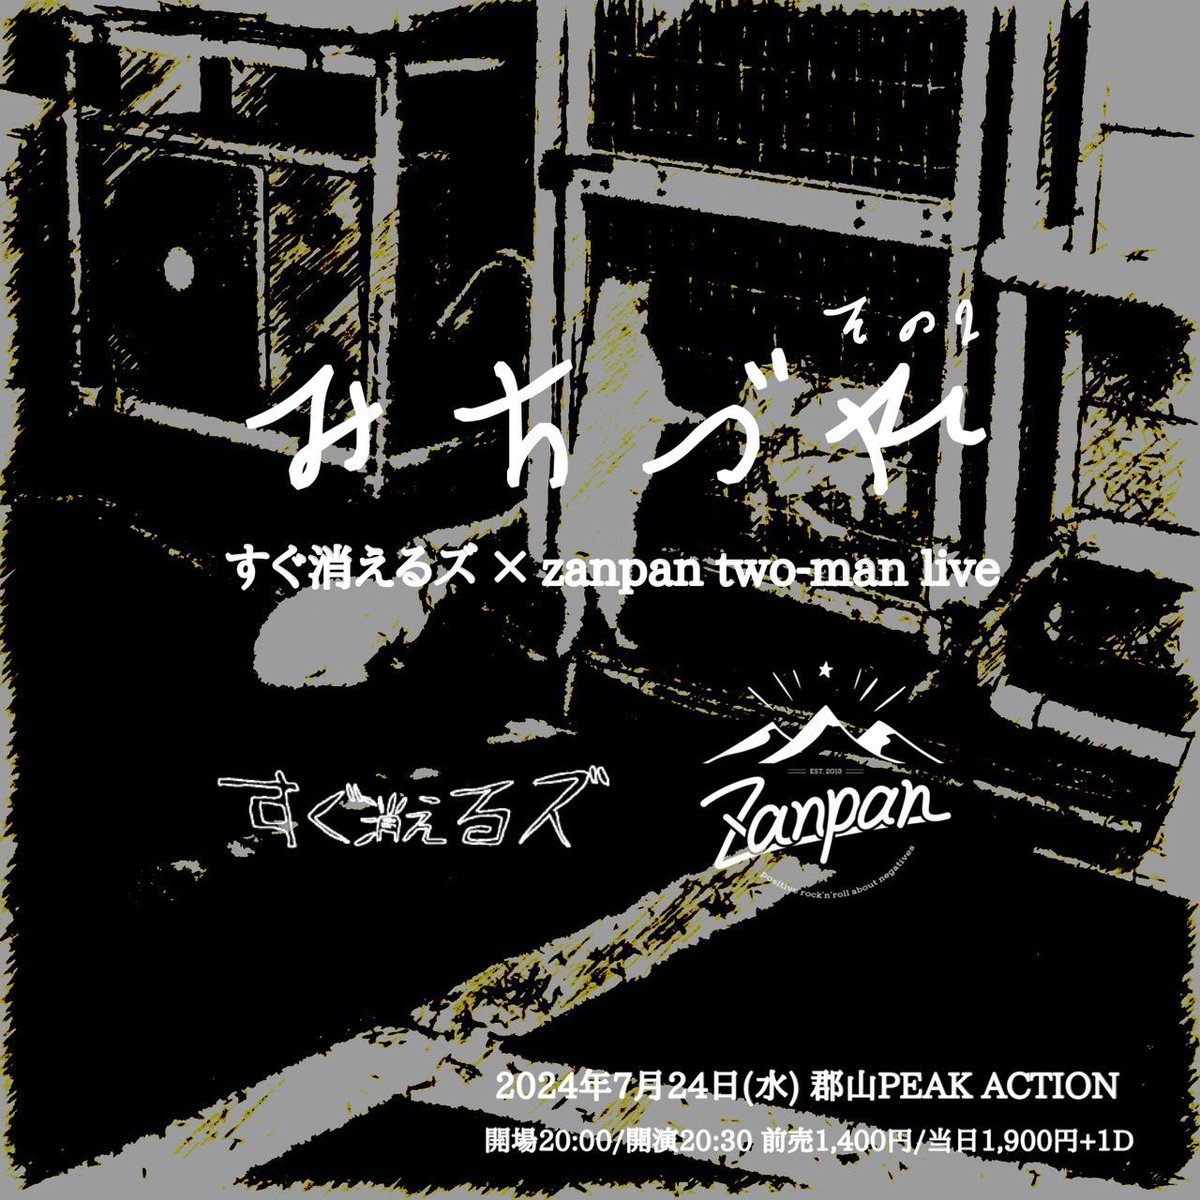 その2
みちづれ
すぐ消えるズ × zanpan two-man live
すぐ消えるズ
EST. 2013
Zanpan
positive rock'n'roll about negatives
2024年7月24日(水) 郡山PEAK ACTION
開場20:00/開演20:30 前売1,400円/当日1,900円+1D